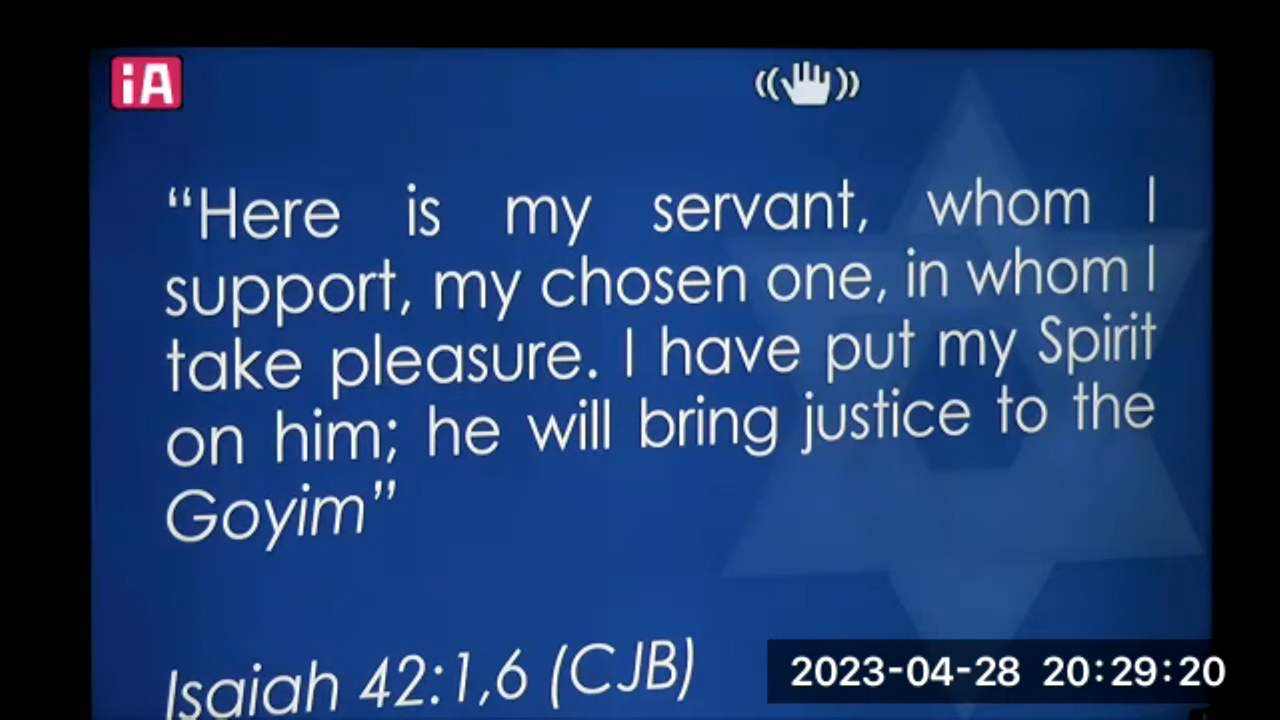 iA
“Here is my servant, whom I
support, my chosen one, in whom I
take pleasure. I have put my Spirit
on him; he will bring justice to the
Goyim”
Isaiah 42:1,6 (CJB)
2023-04-28 20:29:20